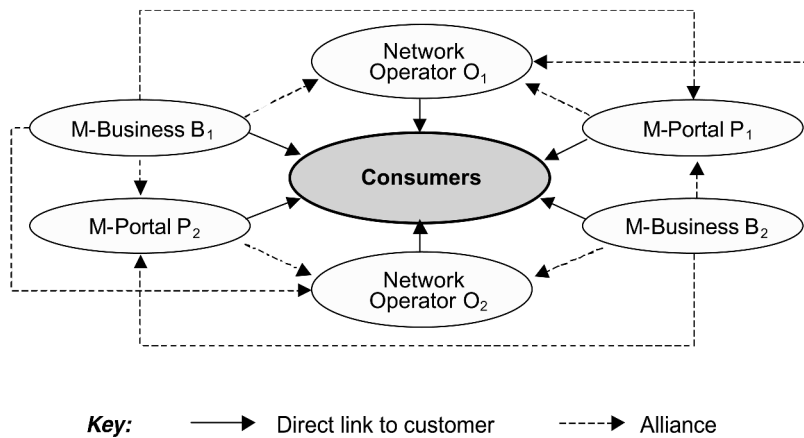 Network
Operator O₁
M-Business B₁
M-Portal P₁
Consumers
M-Portal P₂
M-Business B₂
Network
Operator O₂
Key: Direct link to customer Alliance